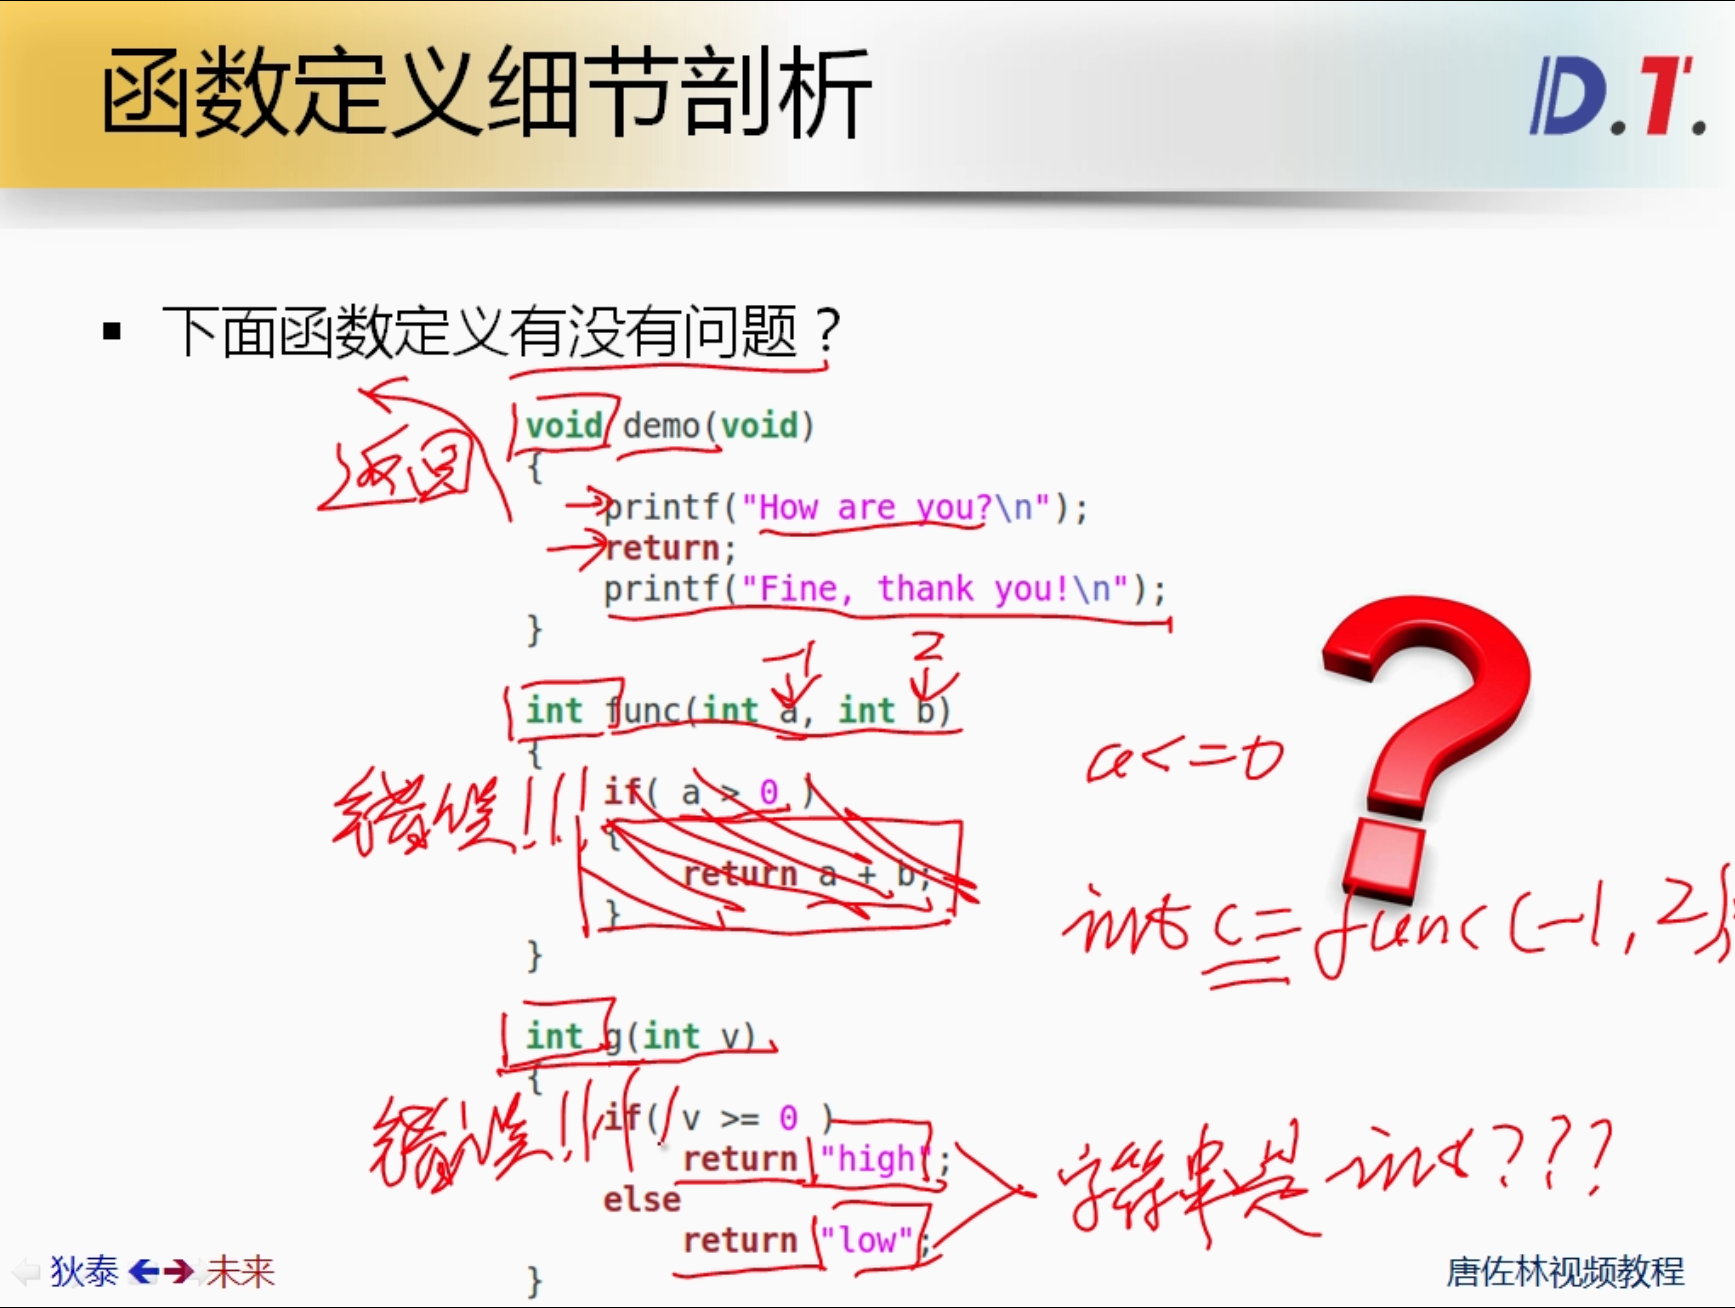 函数定义细节剖析
D.T.
▪ 下面函数定义有没有问题？
void demo(void)
返回
{
printf("How are you?\n");
return;
printf("Fine, thank you!\n");
}
-1 2
int func(int a, int b)
{
a<=0
错误!!!
if( a > 0 )
{
return a + b;
}
int c = func(-1, 2);
}
int g(int v)
{
错误!!!
if( v >= 0 )
return "high";
字符串是int???
else
return "low";
}
狄泰 未来
唐佐林视频教程